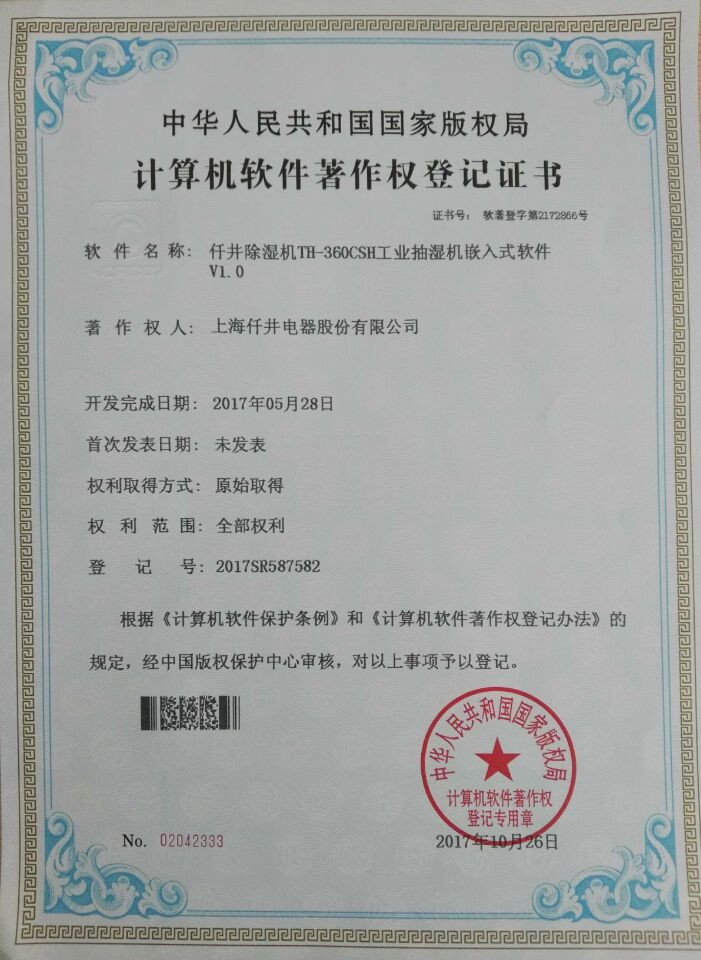 中华人民共和国国家版权局
计算机软件著作权登记证书
证书号： 软著登字第2172866号
软件名称： 仟井除湿机TH-360CSH工业抽湿机嵌入式软件
V1.0
著作权人： 上海仟井电器股份有限公司
开发完成日期： 2017年05月28日
首次发表日期： 未发表
权利取得方式： 原始取得
权利范围： 全部权利
登记号： 2017SR587582
根据《计算机软件保护条例》和《计算机软件著作权登记办法》的
规定，经中国版权保护中心审核，对以上事项予以登记。
中华人民共和国国家版权局
计算机软件著作权
登记专用章
No. 02042333
2017年10月26日